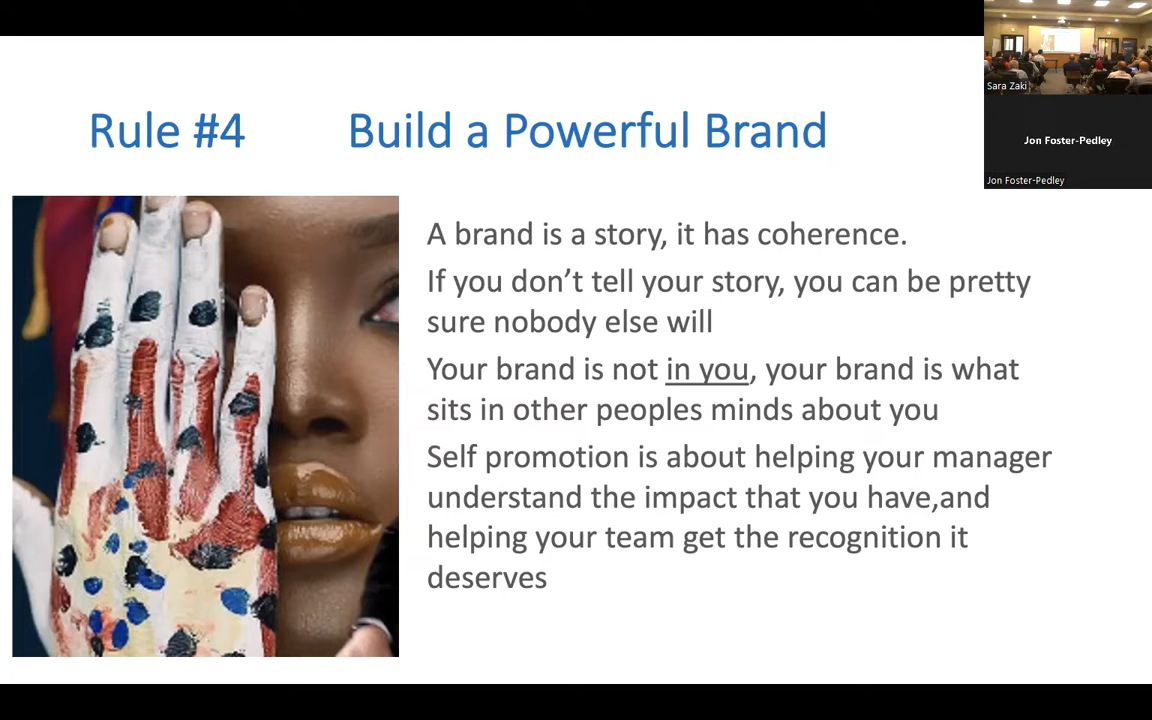 Rule #4 Build a Powerful Brand
A brand is a story, it has coherence.
If you don’t tell your story, you can be pretty
sure nobody else will
Your brand is not in you, your brand is what
sits in other peoples minds about you
Self promotion is about helping your manager
understand the impact that you have,and
helping your team get the recognition it
deserves
Sara Zaki
Jon Foster-Pedley
Jon Foster-Pedley